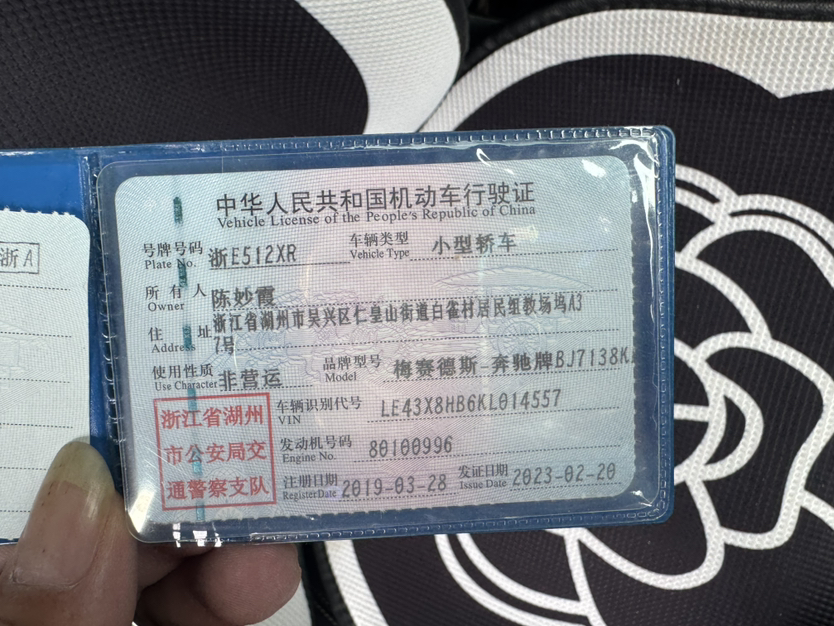 浙A
中华人民共和国机动车行驶证
Vehicle License of the People's Republic of China
号牌号码 浙E512XR 车辆类型 小型轿车
Plate No. Vehicle Type
所有人 陈妙霞
Owner
住址 浙江省湖州市吴兴区仁皇山街道白雀村居民组教场坞A3
Address 7号
使用性质 非营运 品牌型号 梅赛德斯-奔驰牌BJ7138K
Use Character Model
浙江省湖州
市公安局交
通警察支队
车辆识别代号 LE43X8HB6KL014557
VIN
发动机号码 80100996
Engine No.
注册日期 2019-03-28 发证日期 2023-02-20
Register Date Issue Date